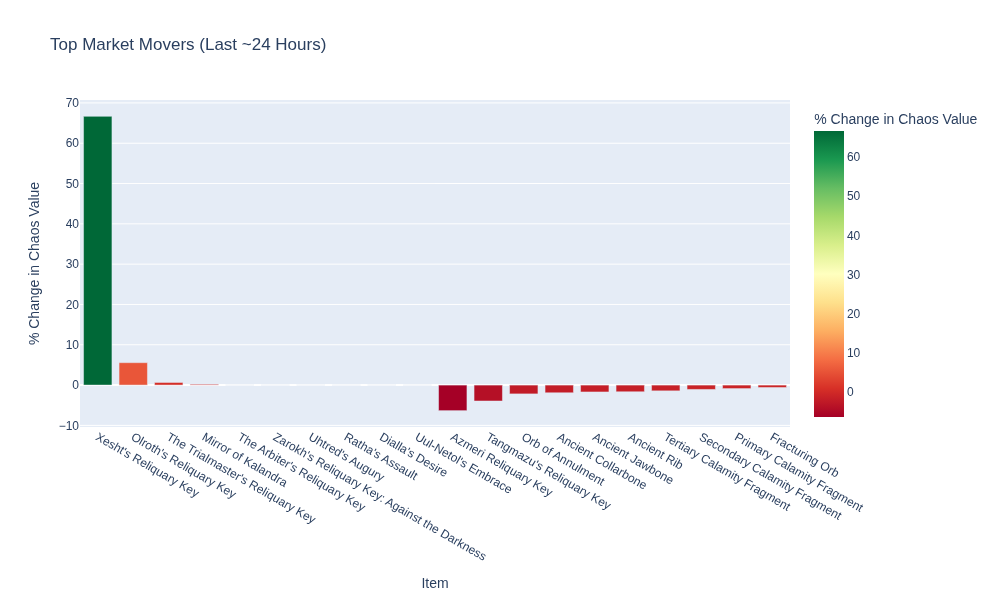 Top Market Movers (Last ~24 Hours)
% Change in Chaos Value
70
60
50
40
30
20
10
0
−10
Xesht's Reliquary Key
Olroth's Reliquary Key
The Trialmaster's Reliquary Key
Mirror of Kalandra
The Arbiter's Reliquary Key
Zarokh's Reliquary Key: Against the Darkness
Uhtred's Augury
Ratha's Assault
Dialla's Desire
Uul-Netol's Embrace
Azmeri Reliquary Key
Tangmazu's Reliquary Key
Orb of Annulment
Ancient Collarbone
Ancient Jawbone
Ancient Rib
Tertiary Calamity Fragment
Secondary Calamity Fragment
Primary Calamity Fragment
Fracturing Orb
Item
% Change in Chaos Value
60
50
40
30
20
10
0